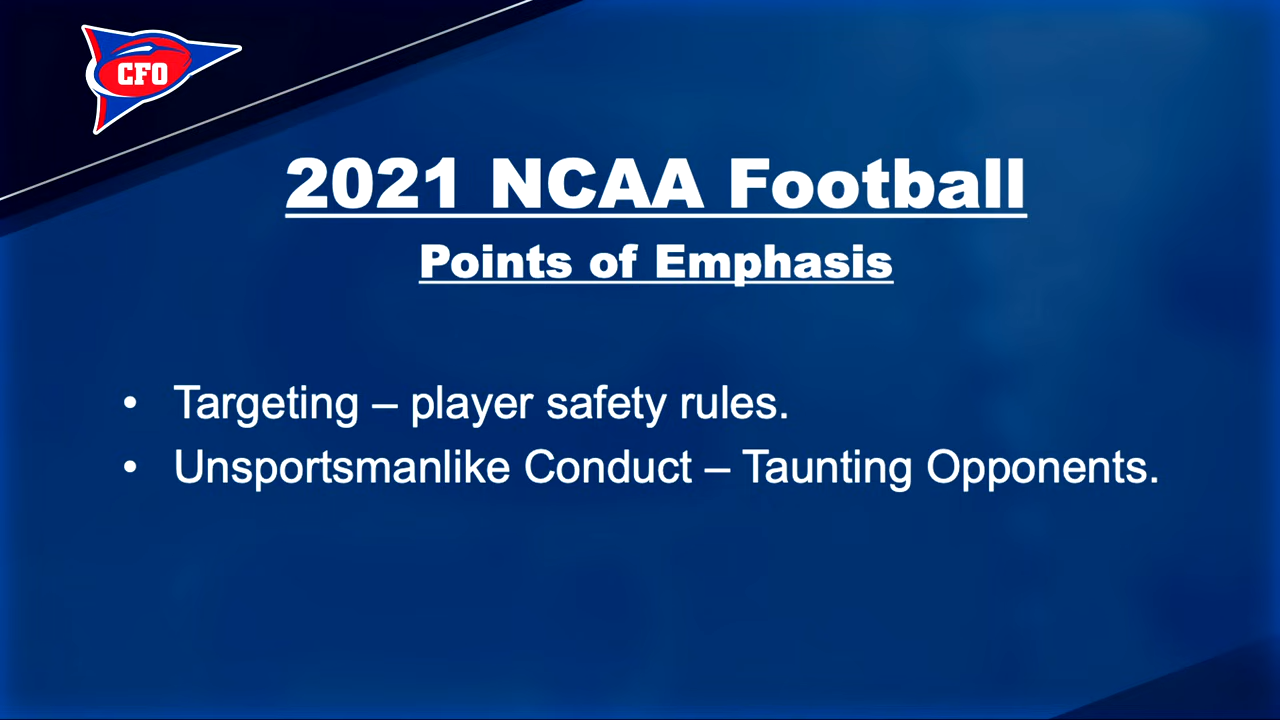 CFO
2021 NCAA Football
Points of Emphasis
• Targeting – player safety rules.
• Unsportsmanlike Conduct – Taunting Opponents.